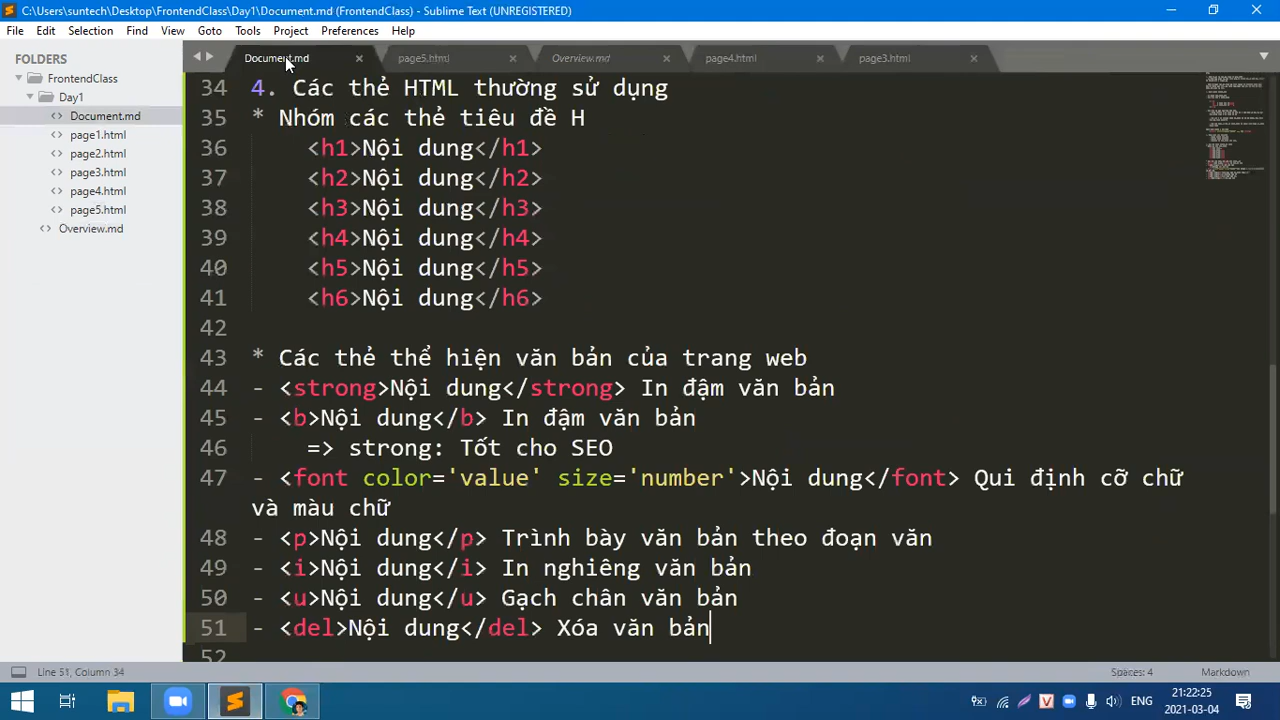 C:\Users\suntech\Desktop\FrontendClass\Day1\Document.md (FrontendClass) - Sublime Text (UNREGISTERED)
File Edit Selection Find View Goto Tools Project Preferences Help
FOLDERS
FrontendClass
Day1
Document.md
page1.html
page2.html
page3.html
page4.html
page5.html
Overview.md
Document.md page5.html Overview.md page4.html page3.html
34 4. Các thẻ HTML thường sử dụng
35 * Nhóm các thẻ tiêu đề H
36 <h1>Nội dung</h1>
37 <h2>Nội dung</h2>
38 <h3>Nội dung</h3>
39 <h4>Nội dung</h4>
40 <h5>Nội dung</h5>
41 <h6>Nội dung</h6>
42
43 * Các thẻ thể hiện văn bản của trang web
44 - <strong>Nội dung</strong> In đậm văn bản
45 - <b>Nội dung</b> In đậm văn bản
46 => strong: Tốt cho SEO
47 - <font color='value' size='number'>Nội dung</font> Qui định cỡ chữ
và màu chữ
48 - <p>Nội dung</p> Trình bày văn bản theo đoạn văn
49 - <i>Nội dung</i> In nghiêng văn bản
50 - <u>Nội dung</u> Gạch chân văn bản
51 - <del>Nội dung</del> Xóa văn bản
52
Line 51, Column 34 Spaces: 4 Markdown
ENG
21:22:25
2021-03-04